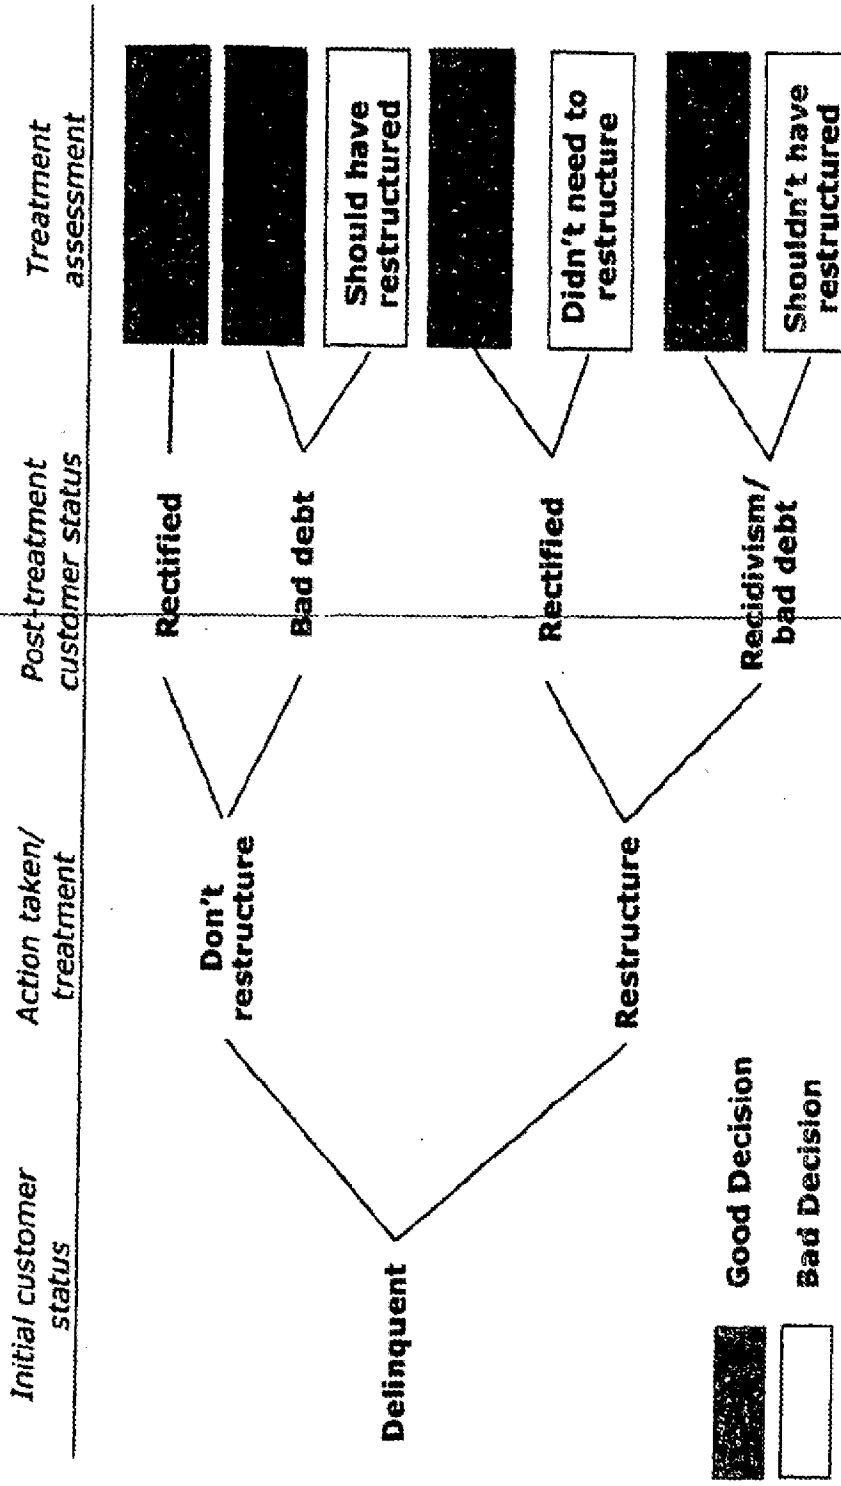 Initial customer
status
Action taken/
treatment
Post-treatment
customer status
Treatment
assessment
Delinquent
Don't
restructure
Restructure
Rectified
Bad debt
Rectified
Recidivism/
bad debt
Should have
restructured
Didn't need to
restructure
Shouldn't have
restructured
Good Decision
Bad Decision